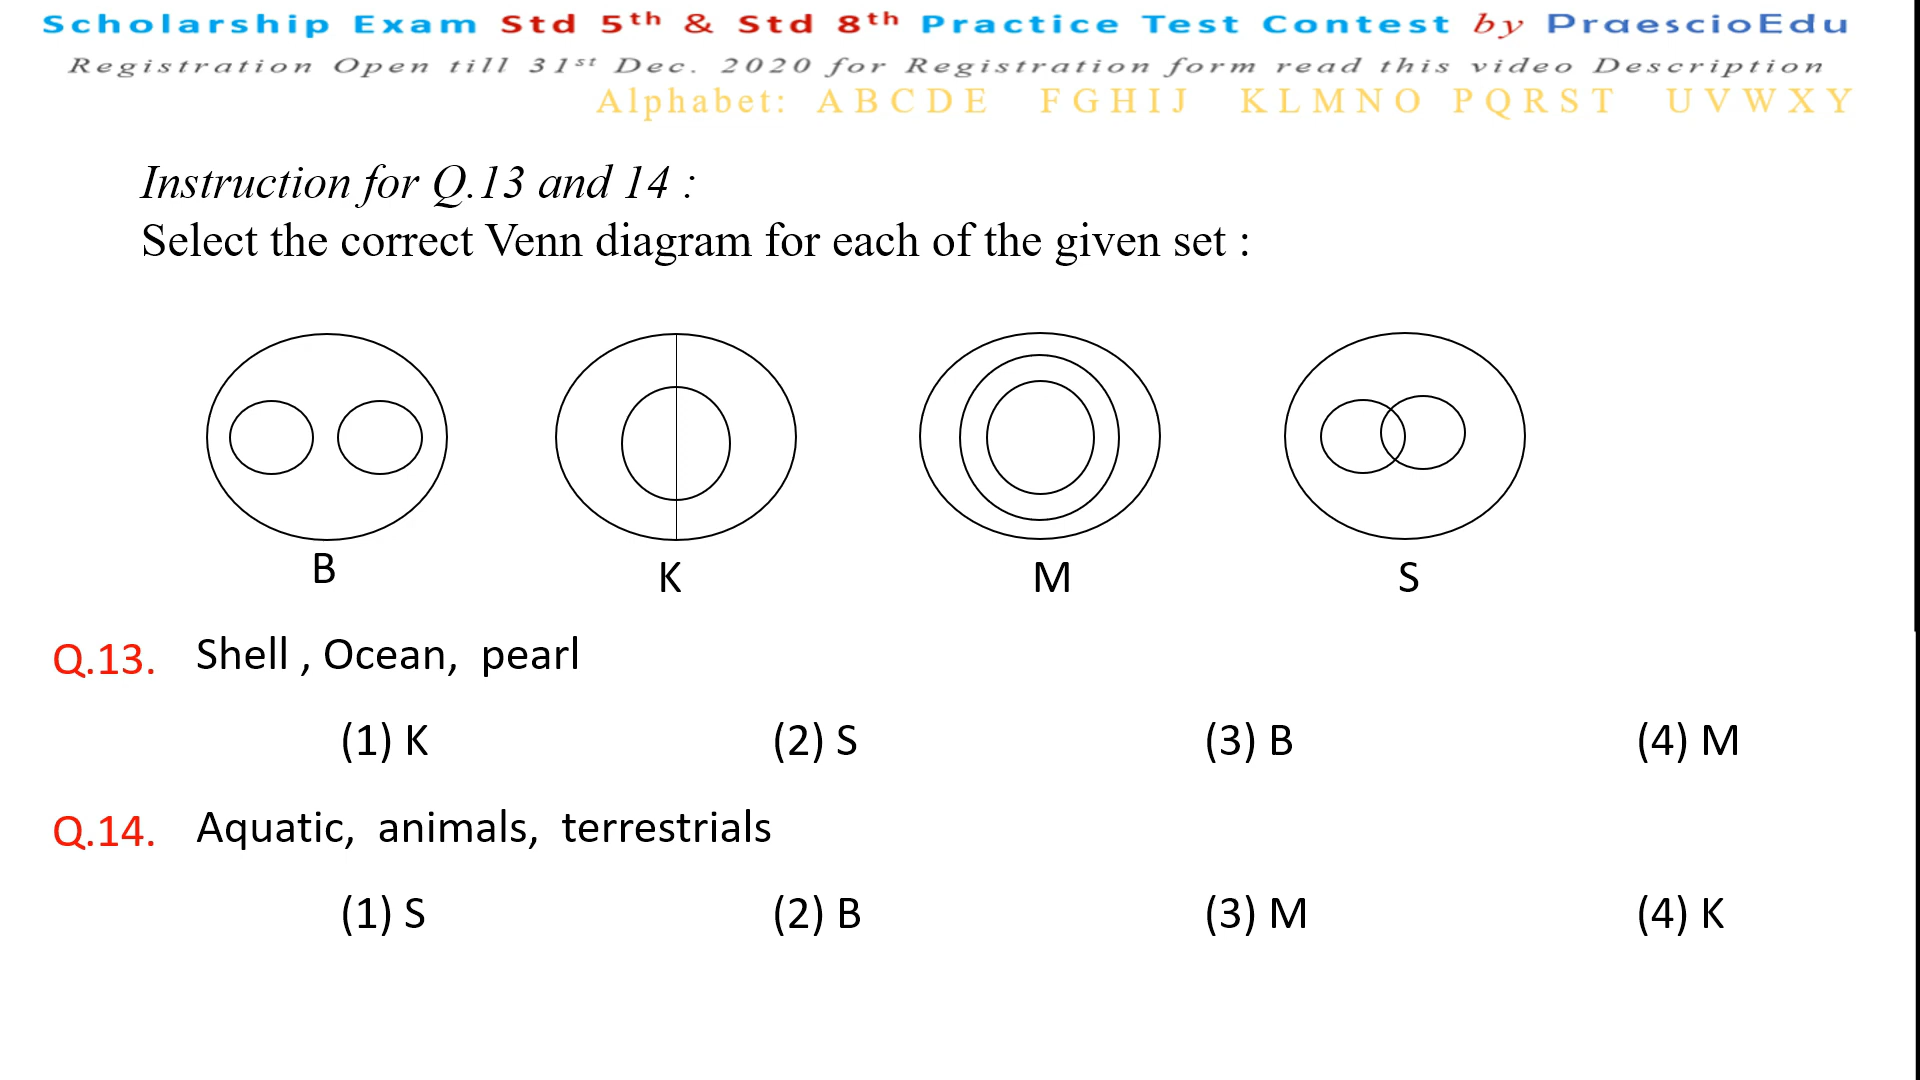 Scholarship Exam Std 5th & Std 8th Practice Test Contest by PraescioEdu
Registration Open till 31st Dec. 2020 for Registration form read this video Description
Alphabet: A B C D E F G H I J K L M N O P Q R S T U V W X Y
Instruction for Q.13 and 14 :
Select the correct Venn diagram for each of the given set :
B K M S
Q.13. Shell , Ocean, pearl
(1) K (2) S (3) B (4) M
Q.14. Aquatic, animals, terrestrials
(1) S (2) B (3) M (4) K